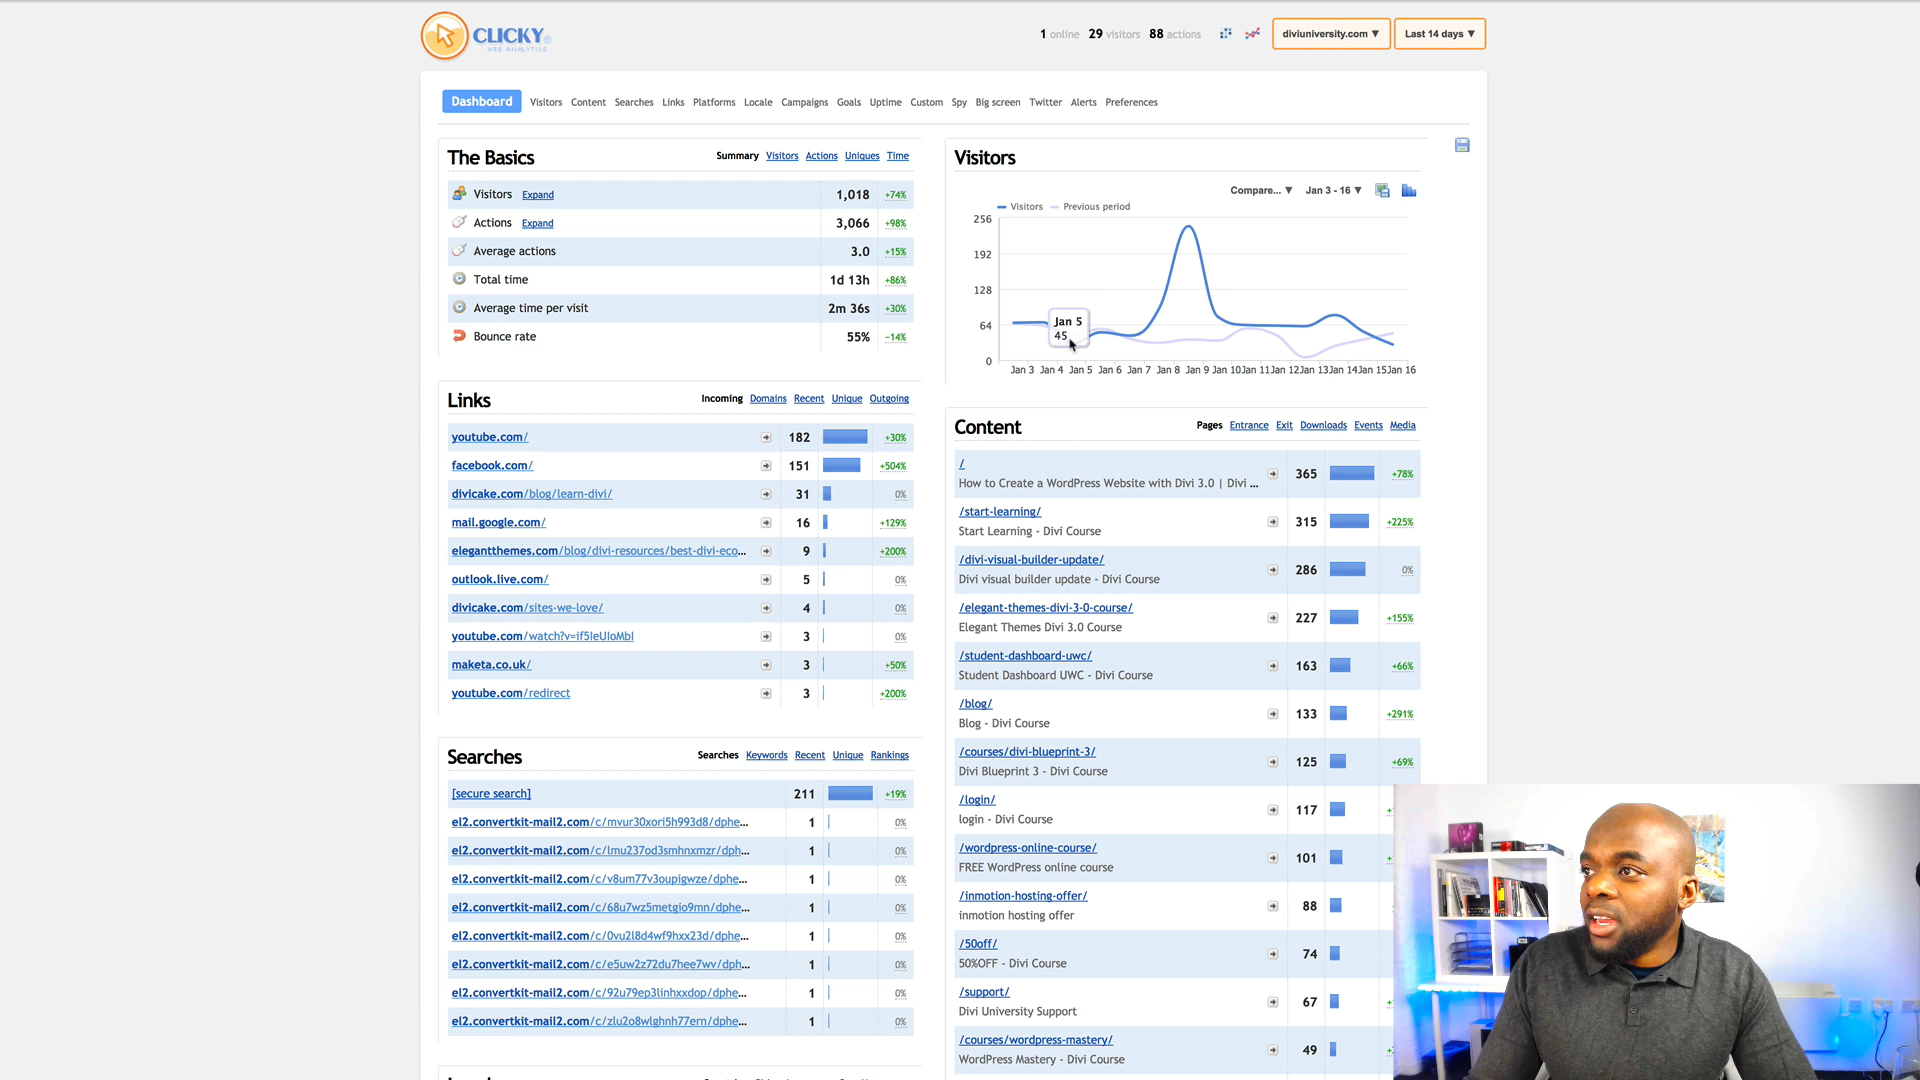 CLICKY®
WEB ANALYTICS
1 online 29 visitors 88 actions
diviuniversity.com ▼
Last 14 days ▼
Dashboard Visitors Content Searches Links Platforms Locale Campaigns Goals Uptime Custom Spy Big screen Twitter Alerts Preferences
The Basics
Summary Visitors Actions Uniques Time
Visitors Expand 1,018 +74%
Actions Expand 3,066 +98%
Average actions 3.0 +15%
Total time 1d 13h +86%
Average time per visit 2m 36s +30%
Bounce rate 55% -14%
Links
Incoming Domains Recent Unique Outgoing
youtube.com/ 182 +30%
facebook.com/ 151 +504%
divicake.com/blog/learn-divi/ 31 0%
mail.google.com/ 16 +129%
elegantthemes.com/blog/divi-resources/best-divi-eco... 9 +200%
outlook.live.com/ 5 0%
divicake.com/sites-we-love/ 4 0%
youtube.com/watch?v=if5IeUIoMbI 3 0%
maketa.co.uk/ 3 +50%
youtube.com/redirect 3 +200%
Searches
Searches Keywords Recent Unique Rankings
[secure search] 211 +19%
el2.convertkit-mail2.com/c/mvur30xori5h993d8/dphe... 1 0%
el2.convertkit-mail2.com/c/lmu237od3smhnxmzr/dph... 1 0%
el2.convertkit-mail2.com/c/v8um77v3oupigwze/dphe... 1 0%
el2.convertkit-mail2.com/c/68u7wz5metgio9mn/dphe... 1 0%
el2.convertkit-mail2.com/c/0vu2l8d4wf9hxx23d/dphe... 1 0%
el2.convertkit-mail2.com/c/e5uw2z72du7hee7wv/dph... 1 0%
el2.convertkit-mail2.com/c/92u79ep3linhxxdop/dphe... 1 0%
el2.convertkit-mail2.com/c/zlu2o8wlghnh77ern/dphe... 1 0%
Visitors
Compare... ▼ Jan 3 - 16 ▼
Visitors Previous period
256
192
128
64
0
Jan 5
45
Jan 3 Jan 4 Jan 5 Jan 6 Jan 7 Jan 8 Jan 9 Jan 10 Jan 11 Jan 12 Jan 13 Jan 14 Jan 15 Jan 16
Content
Pages Entrance Exit Downloads Events Media
/
How to Create a WordPress Website with Divi 3.0 | Divi ... 365 +78%
/start-learning/
Start Learning - Divi Course 315 +225%
/divi-visual-builder-update/
Divi visual builder update - Divi Course 286 0%
/elegant-themes-divi-3-0-course/
Elegant Themes Divi 3.0 Course 227 +155%
/student-dashboard-uwc/
Student Dashboard UWC - Divi Course 163 +66%
/blog/
Blog - Divi Course 133 +291%
/courses/divi-blueprint-3/
Divi Blueprint 3 - Divi Course 125 +69%
/login/
login - Divi Course 117
/wordpress-online-course/
FREE WordPress online course 101
/inmotion-hosting-offer/
inmotion hosting offer 88
/50off/
50%OFF - Divi Course 74
/support/
Divi University Support 67
/courses/wordpress-mastery/
WordPress Mastery - Divi Course 49